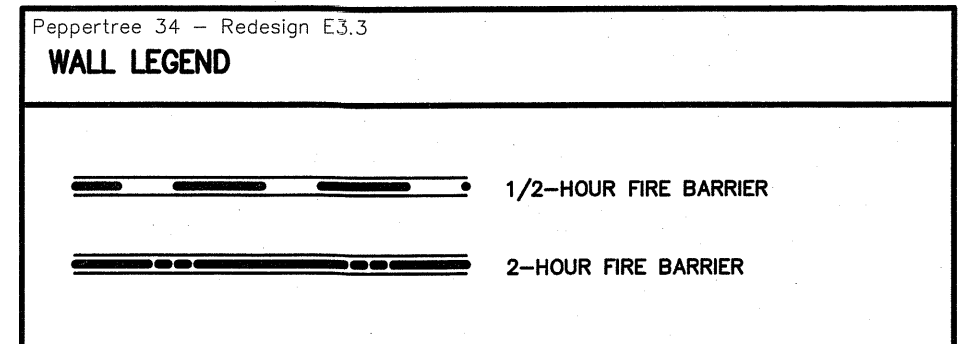 Peppertree 34 – Redesign E3.3
WALL LEGEND
1/2–HOUR FIRE BARRIER
2–HOUR FIRE BARRIER